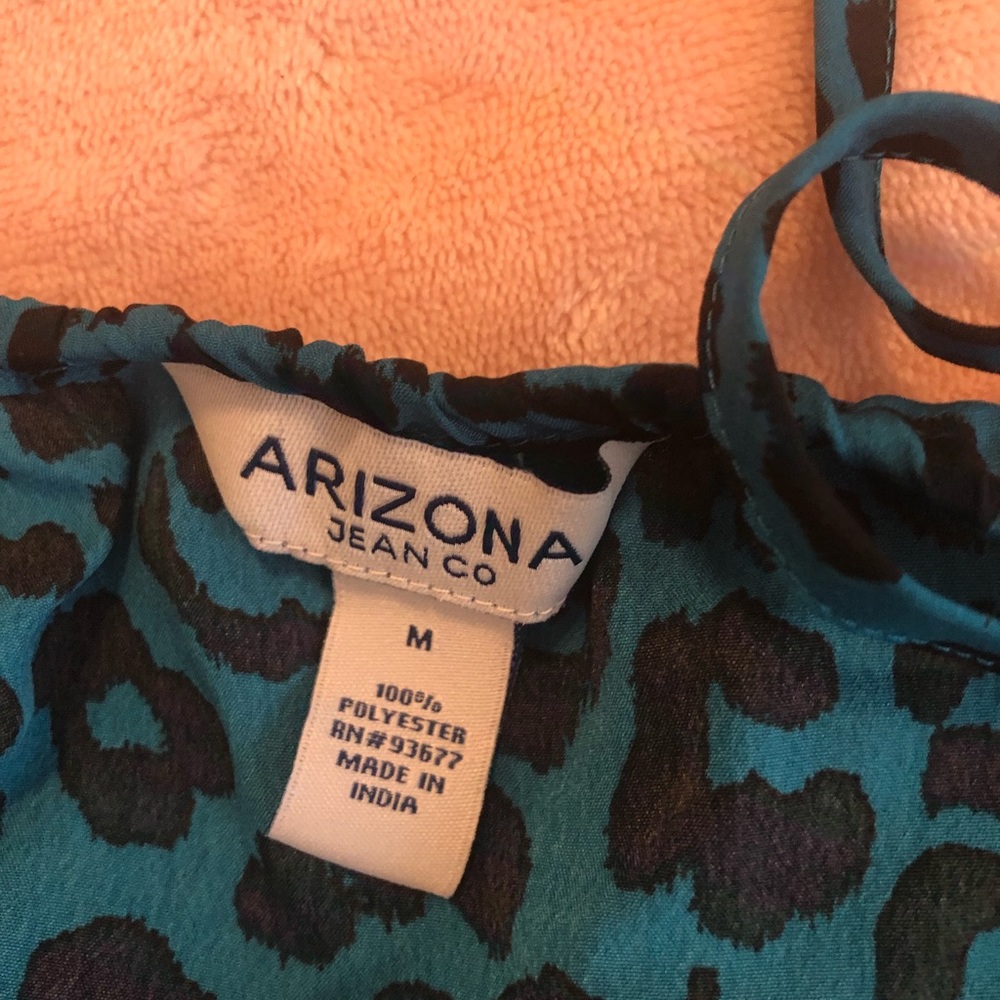 ARIZONA
JEAN CO
M
100%
POLYESTER
RN#93677
MADE IN
INDIA